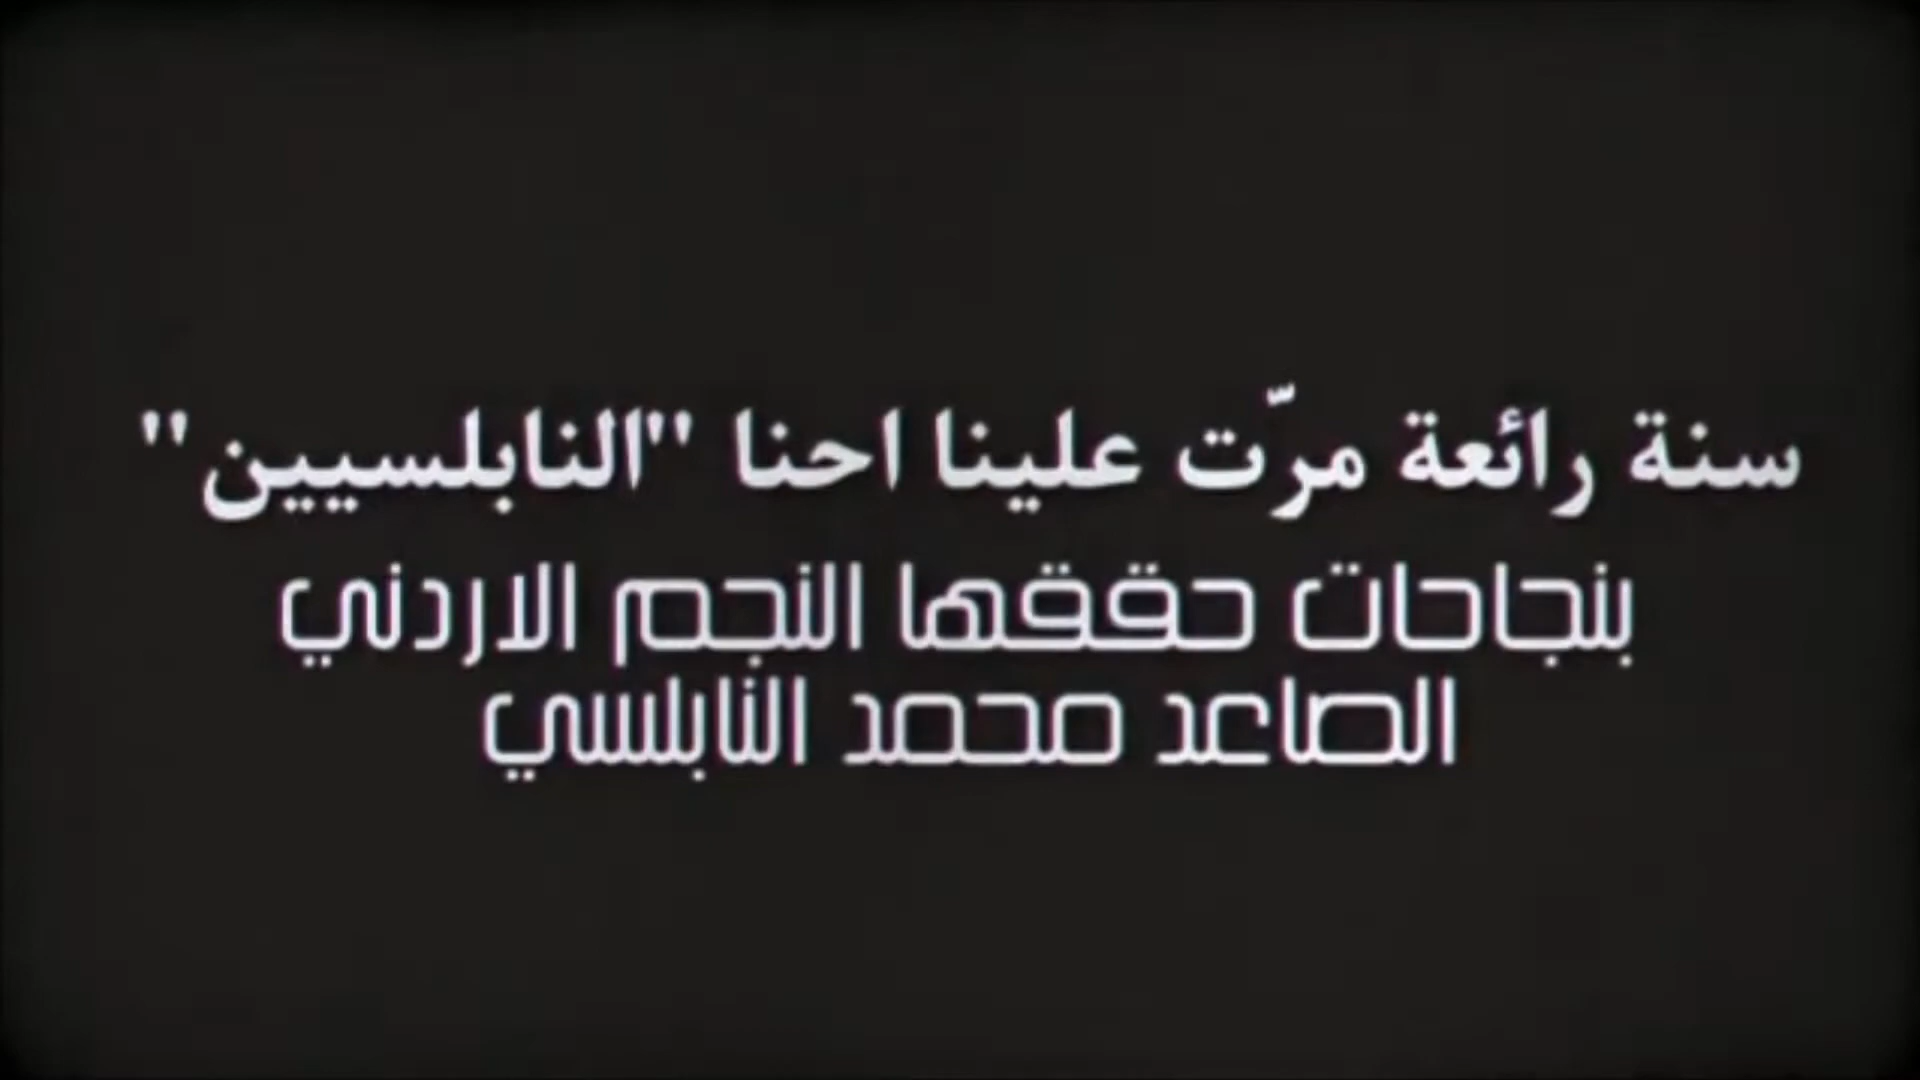 سنة رائعة مرّت علينا احنا "النابلسيين"
بنجاحات حققها النجم الاردني
الصاعد محمد النابلسي